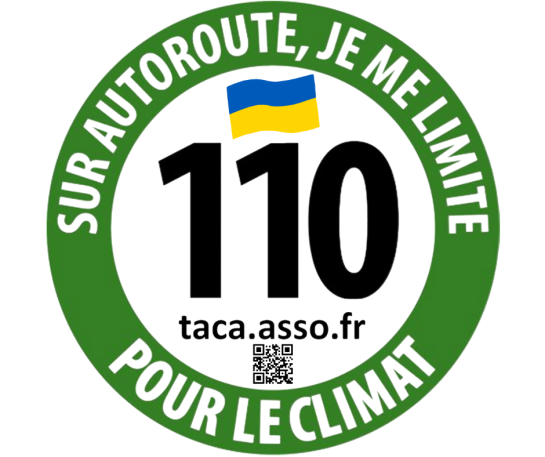 SUR AUTOROUTE, JE ME LIMITE
110
taca.asso.fr
POUR LE CLIMAT